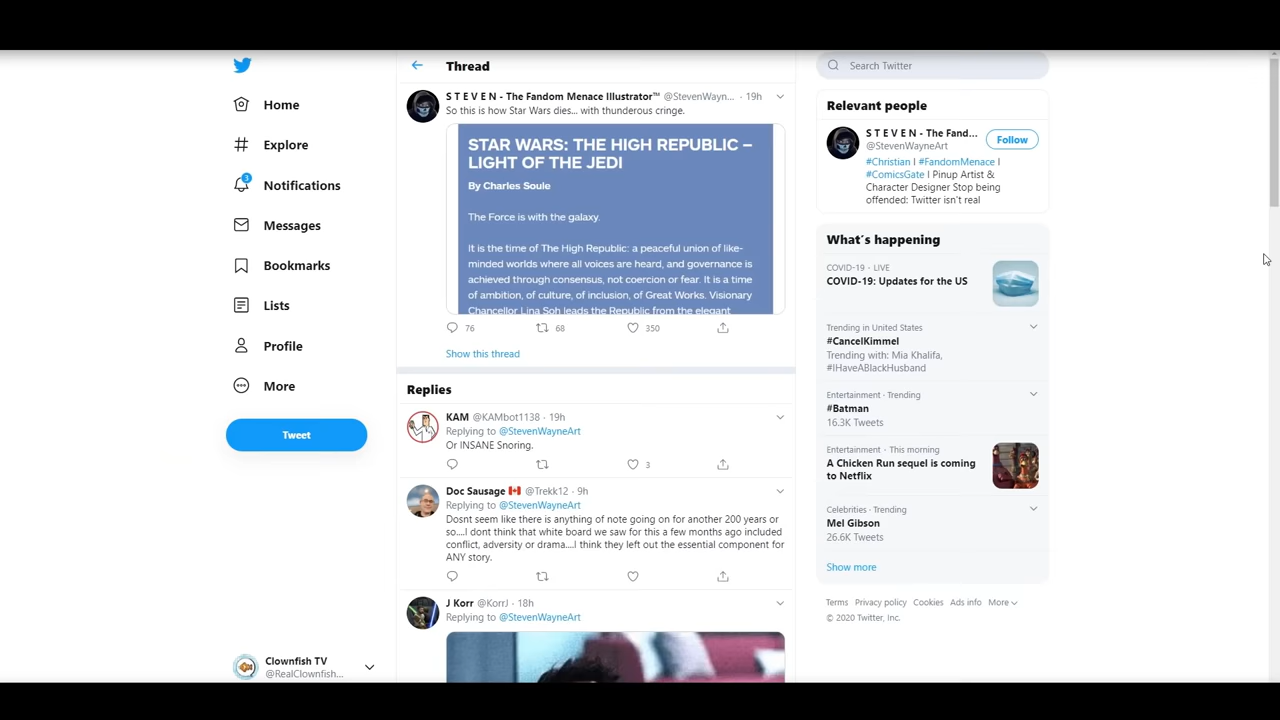 Home
Explore
3
Notifications
Messages
Bookmarks
Lists
Profile
More
Tweet
Clownfish TV
@RealClownfish...
Thread
S T E V E N - The Fandom Menace Illustrator™ @StevenWayn... · 19h
So this is how Star Wars dies... with thunderous cringe.
STAR WARS: THE HIGH REPUBLIC –
LIGHT OF THE JEDI
By Charles Soule
The Force is with the galaxy.
It is the time of The High Republic: a peaceful union of like-
minded worlds where all voices are heard, and governance is
achieved through consensus, not coercion or fear. It is a time
of ambition, of culture, of inclusion, of Great Works. Visionary
Chancellor Lina Soh leads the Republic from the elegant
76 68 350
Show this thread
Replies
KAM @KAMbot1138 · 19h
Replying to @StevenWayneArt
Or INSANE Snoring.
3
Doc Sausage @Trekk12 · 9h
Replying to @StevenWayneArt
Dosnt seem like there is anything of note going on for another 200 years or
so....I dont think that white board we saw for this a few months ago included
conflict, adversity or drama....I think they left out the essential component for
ANY story.
J Korr @KorrJ · 18h
Replying to @StevenWayneArt
Search Twitter
Relevant people
S T E V E N - The Fand...
@StevenWayneArt
Follow
#Christian I #FandomMenace I
#ComicsGate I Pinup Artist &
Character Designer Stop being
offended: Twitter isn't real
What's happening
COVID-19 · LIVE
COVID-19: Updates for the US
Trending in United States
#CancelKimmel
Trending with: Mia Khalifa,
#IHaveABlackHusband
Entertainment · Trending
#Batman
16.3K Tweets
Entertainment · This morning
A Chicken Run sequel is coming
to Netflix
Celebrities · Trending
Mel Gibson
26.6K Tweets
Show more
Terms Privacy policy Cookies Ads info More
© 2020 Twitter, Inc.